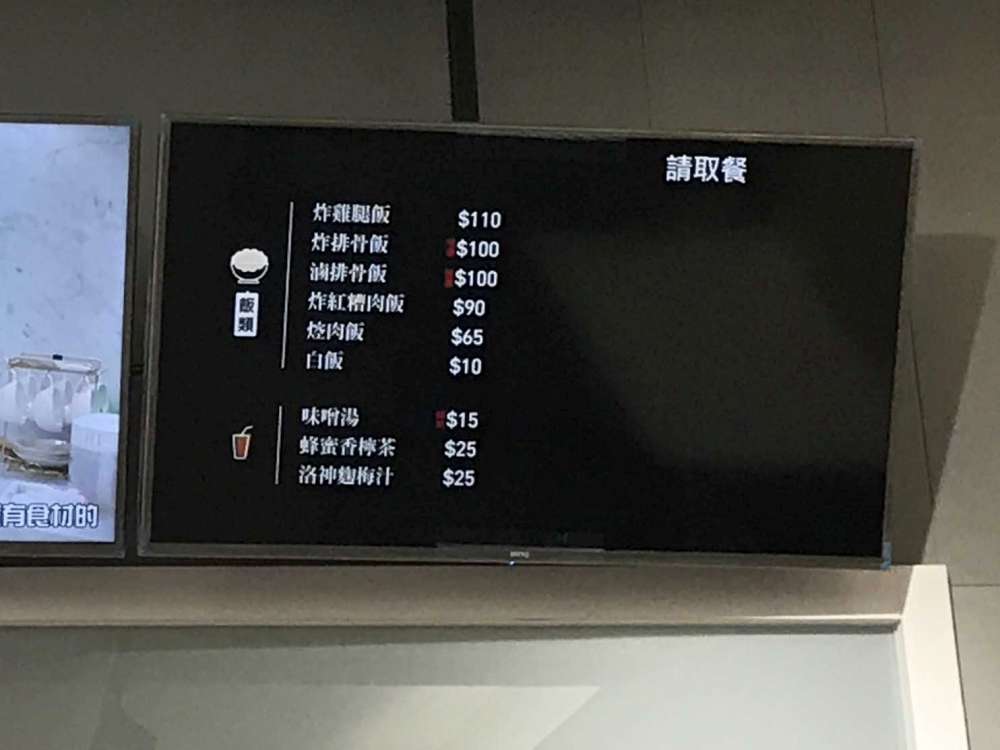 請取餐
飯類
炸雞腿飯 $110
炸排骨飯 $100
滷排骨飯 $100
炸紅糟肉飯 $90
焢肉飯 $65
白飯 $10
味噌湯 $15
蜂蜜香檸茶 $25
洛神麴梅汁 $25
有食材的
BenQ